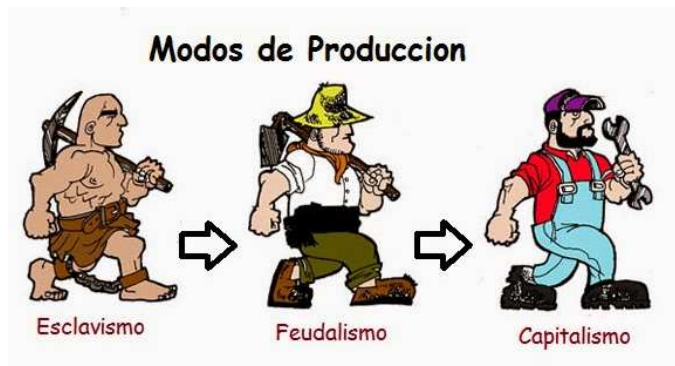 Modos de Produccion
Esclavismo
Feudalismo
Capitalismo